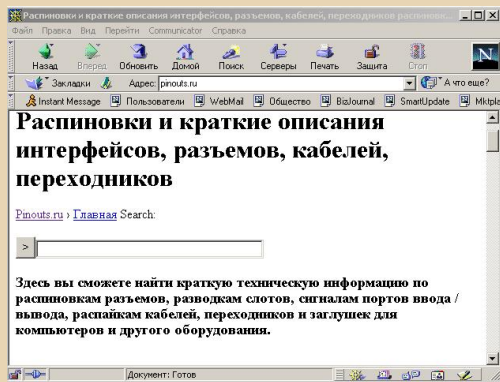 Распиновки и краткие описания интерфейсов, разъемов, кабелей, переходников распиновк...
Файл Правка Вид Перейти Communicator Справка
Назад Вперед Обновить Домой Поиск Серверы Печать Защита Стоп
Закладки Адрес: pinouts.ru А что еще?
Instant Message Пользователи WebMail Общество BizJournal SmartUpdate Mktpla
Распиновки и краткие описания
интерфейсов, разъемов, кабелей,
переходников
Pinouts.ru › Главная Search:
>
Здесь вы сможете найти краткую техническую информацию по
распиновкам разъемов, разводкам слотов, сигналам портов ввода /
вывода, распайкам кабелей, переходников и заглушек для
компьютеров и другого оборудования.
Документ: Готов